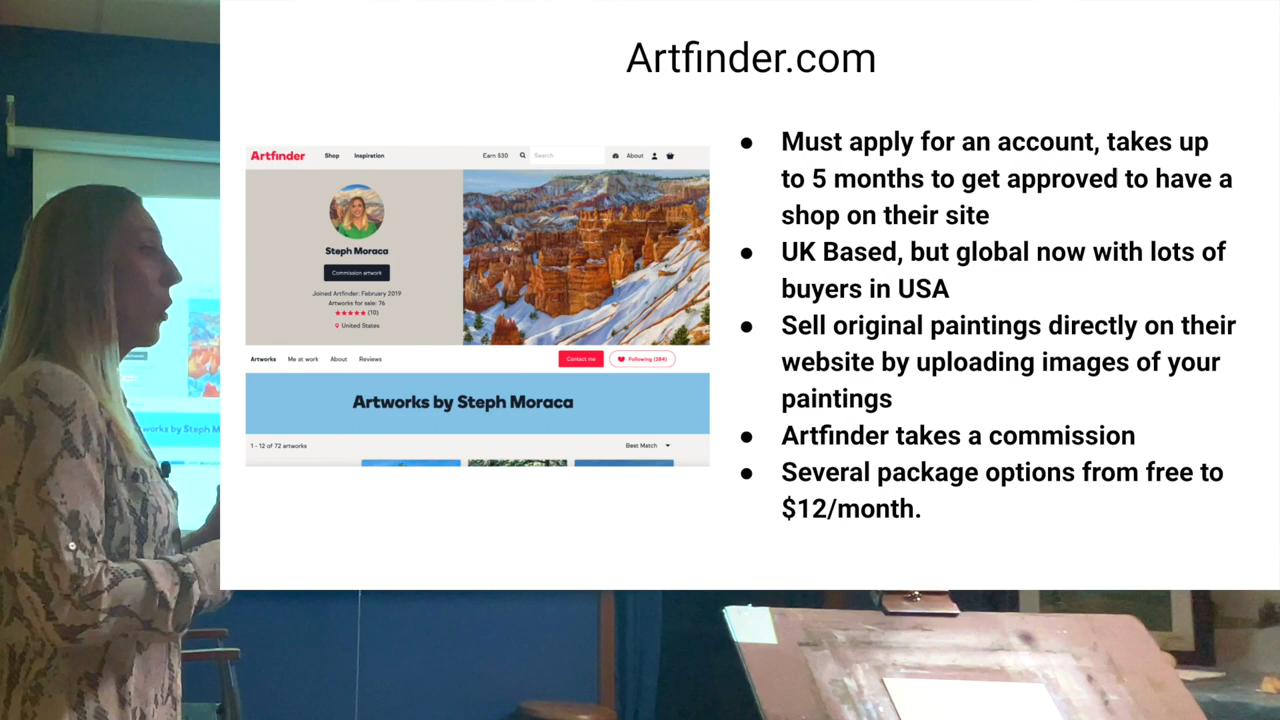 Artfinder.com
Artfinder Shop Inspiration Earn $30 Search About
Steph Moraca
Commission artwork
Joined Artfinder: February 2019
Artworks for sale: 76
★★★★★ (10)
United States
Artworks Me at work About Reviews Contact me Following (284)
Artworks by Steph Moraca
1 - 12 of 72 artworks Best Match
● Must apply for an account, takes up
to 5 months to get approved to have a
shop on their site
● UK Based, but global now with lots of
buyers in USA
● Sell original paintings directly on their
website by uploading images of your
paintings
● Artfinder takes a commission
● Several package options from free to
$12/month.
works by Steph M